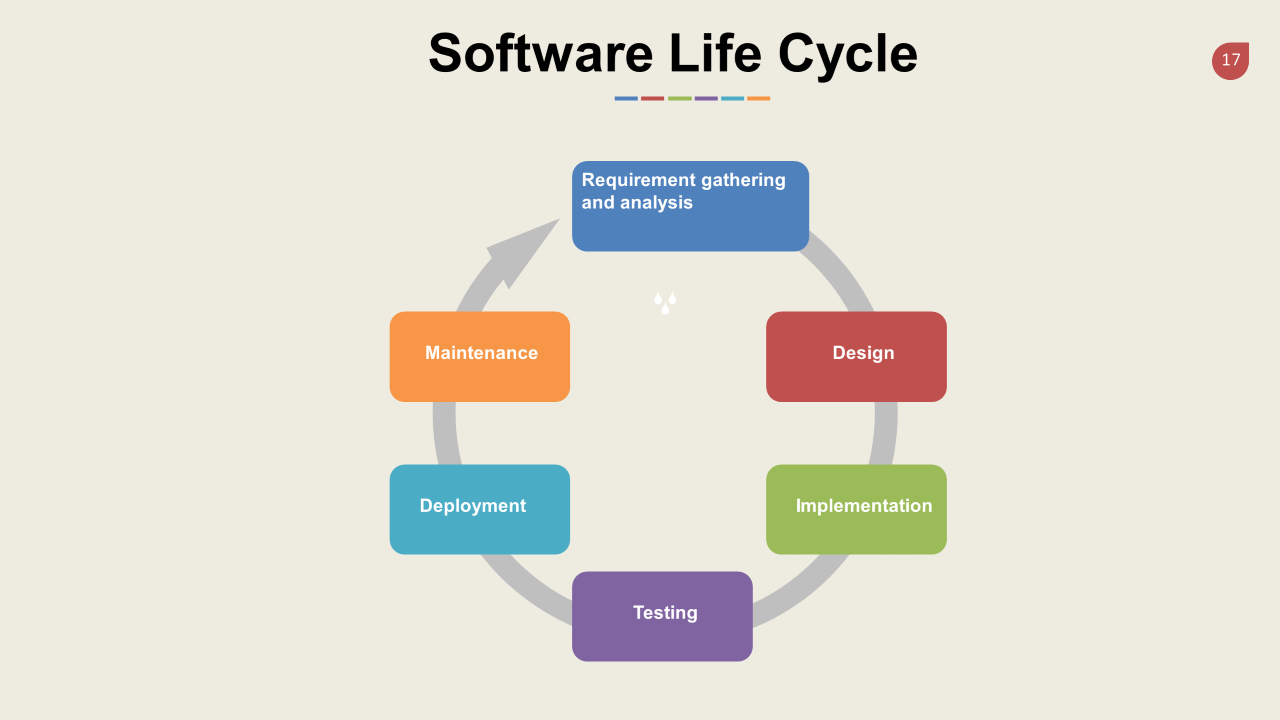 Software Life Cycle
17
Requirement gathering
and analysis
Maintenance
Design
Deployment
Implementation
Testing